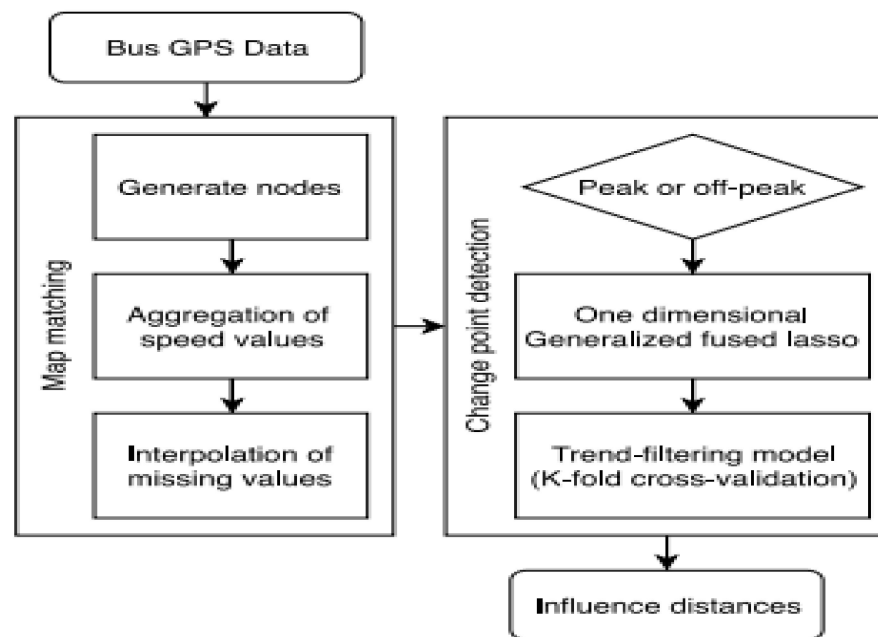 Bus GPS Data
Map matching
Generate nodes
Aggregation of
speed values
Interpolation of
missing values
Change point detection
Peak or off-peak
One dimensional
Generalized fused lasso
Trend-filtering model
(K-fold cross-validation)
Influence distances